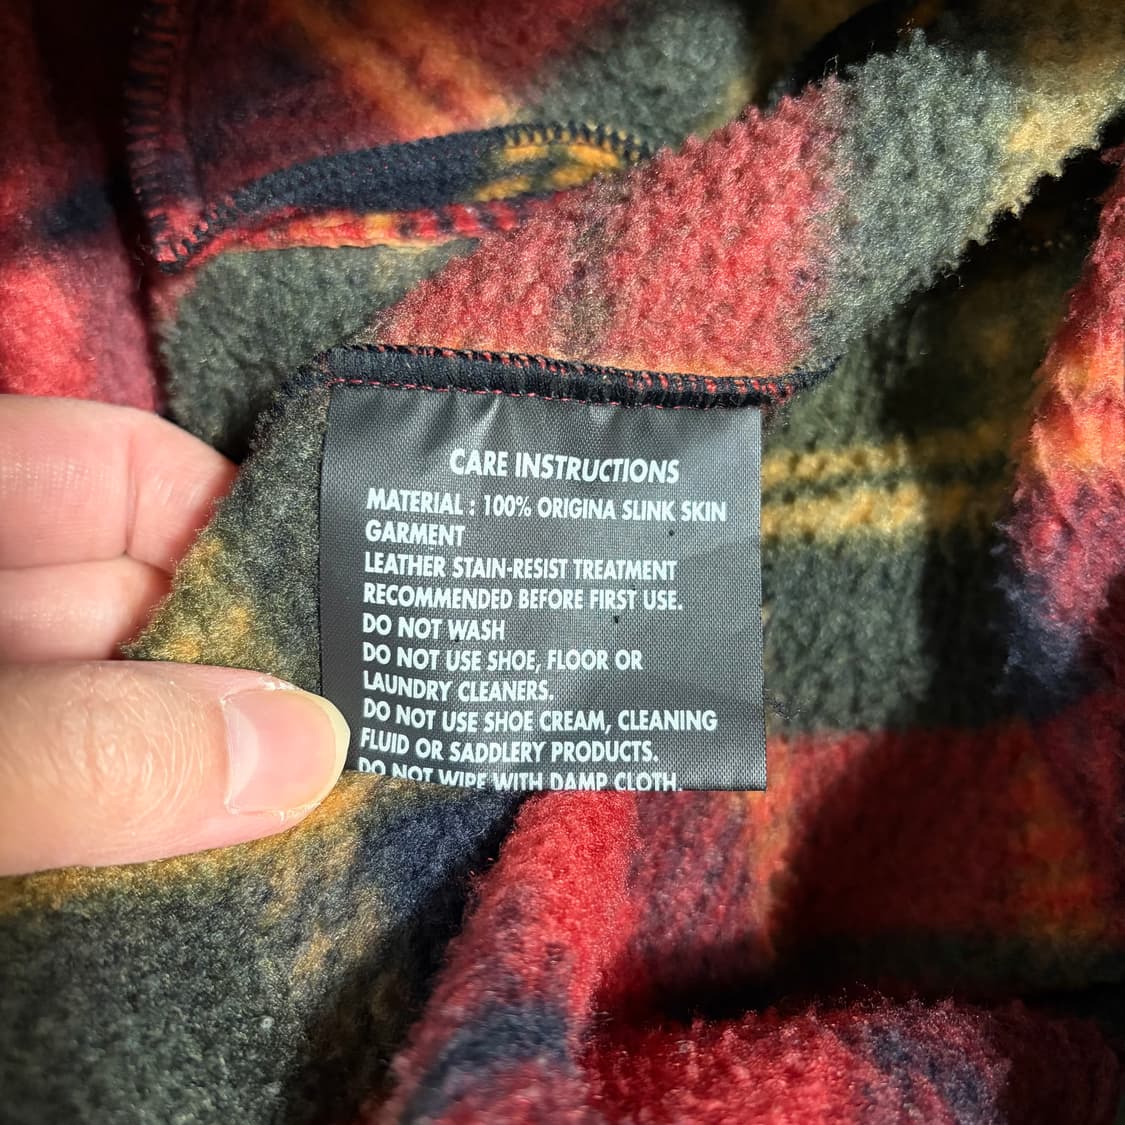 CARE INSTRUCTIONS
MATERIAL : 100% ORIGINA SLINK SKIN
GARMENT
LEATHER STAIN-RESIST TREATMENT
RECOMMENDED BEFORE FIRST USE.
DO NOT WASH
DO NOT USE SHOE, FLOOR OR
LAUNDRY CLEANERS.
DO NOT USE SHOE CREAM, CLEANING
FLUID OR SADDLERY PRODUCTS.
DO NOT WIPE WITH DAMP CLOTH.